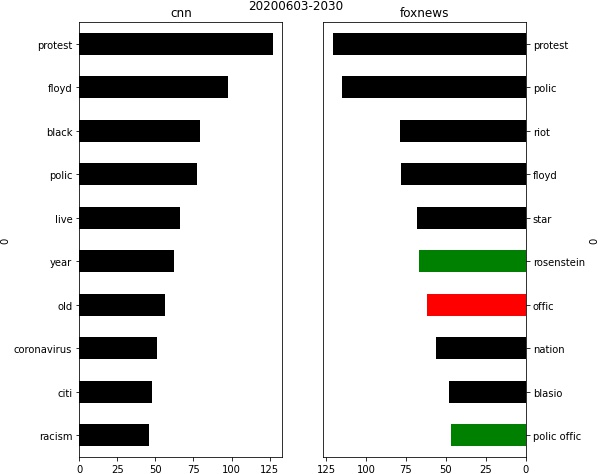 20200603-2030
cnn
foxnews
protest
floyd
black
polic
live
year
old
coronavirus
citi
racism
0
0 25 50 75 100 125
protest
polic
riot
floyd
star
rosenstein
offic
nation
blasio
polic offic
0
125 100 75 50 25 0